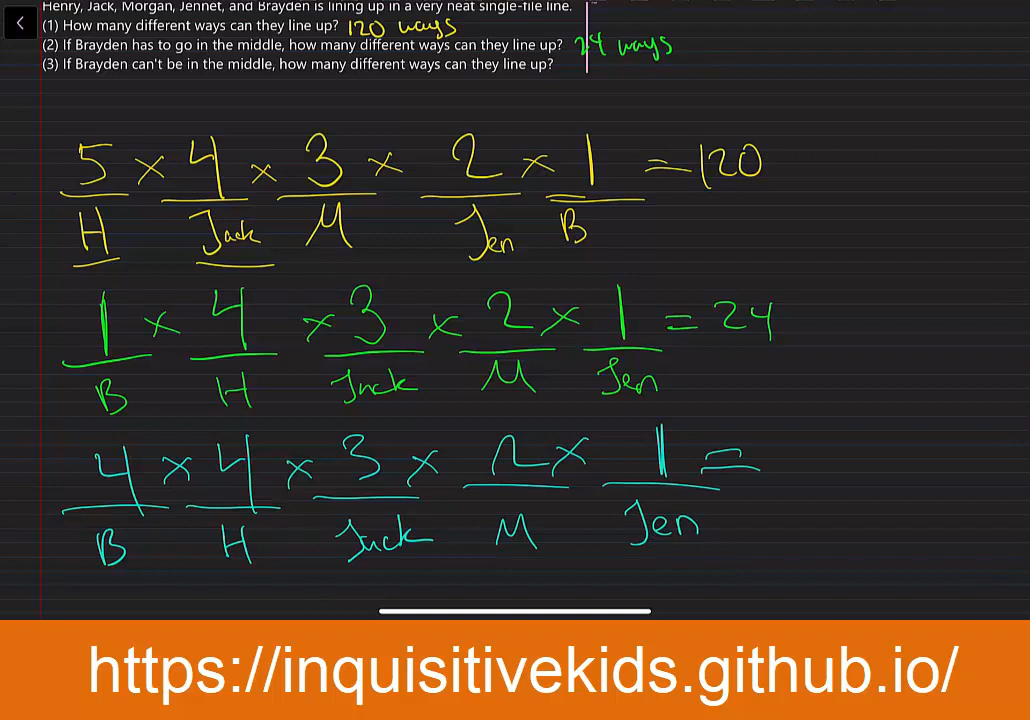 Henry, Jack, Morgan, Jennet, and Brayden is lining up in a very neat single-file line.
(1) How many different ways can they line up? 120 ways
(2) If Brayden has to go in the middle, how many different ways can they line up? 24 ways
(3) If Brayden can't be in the middle, how many different ways can they line up?
5 × 4 × 3 × 2 × 1 = 120
H Jack M Jen B
1 × 4 × 3 × 2 × 1 = 24
B H Jack M Jen
4 × 4 × 3 × 2 × 1 =
B H Jack M Jen
https://inquisitivekids.github.io/